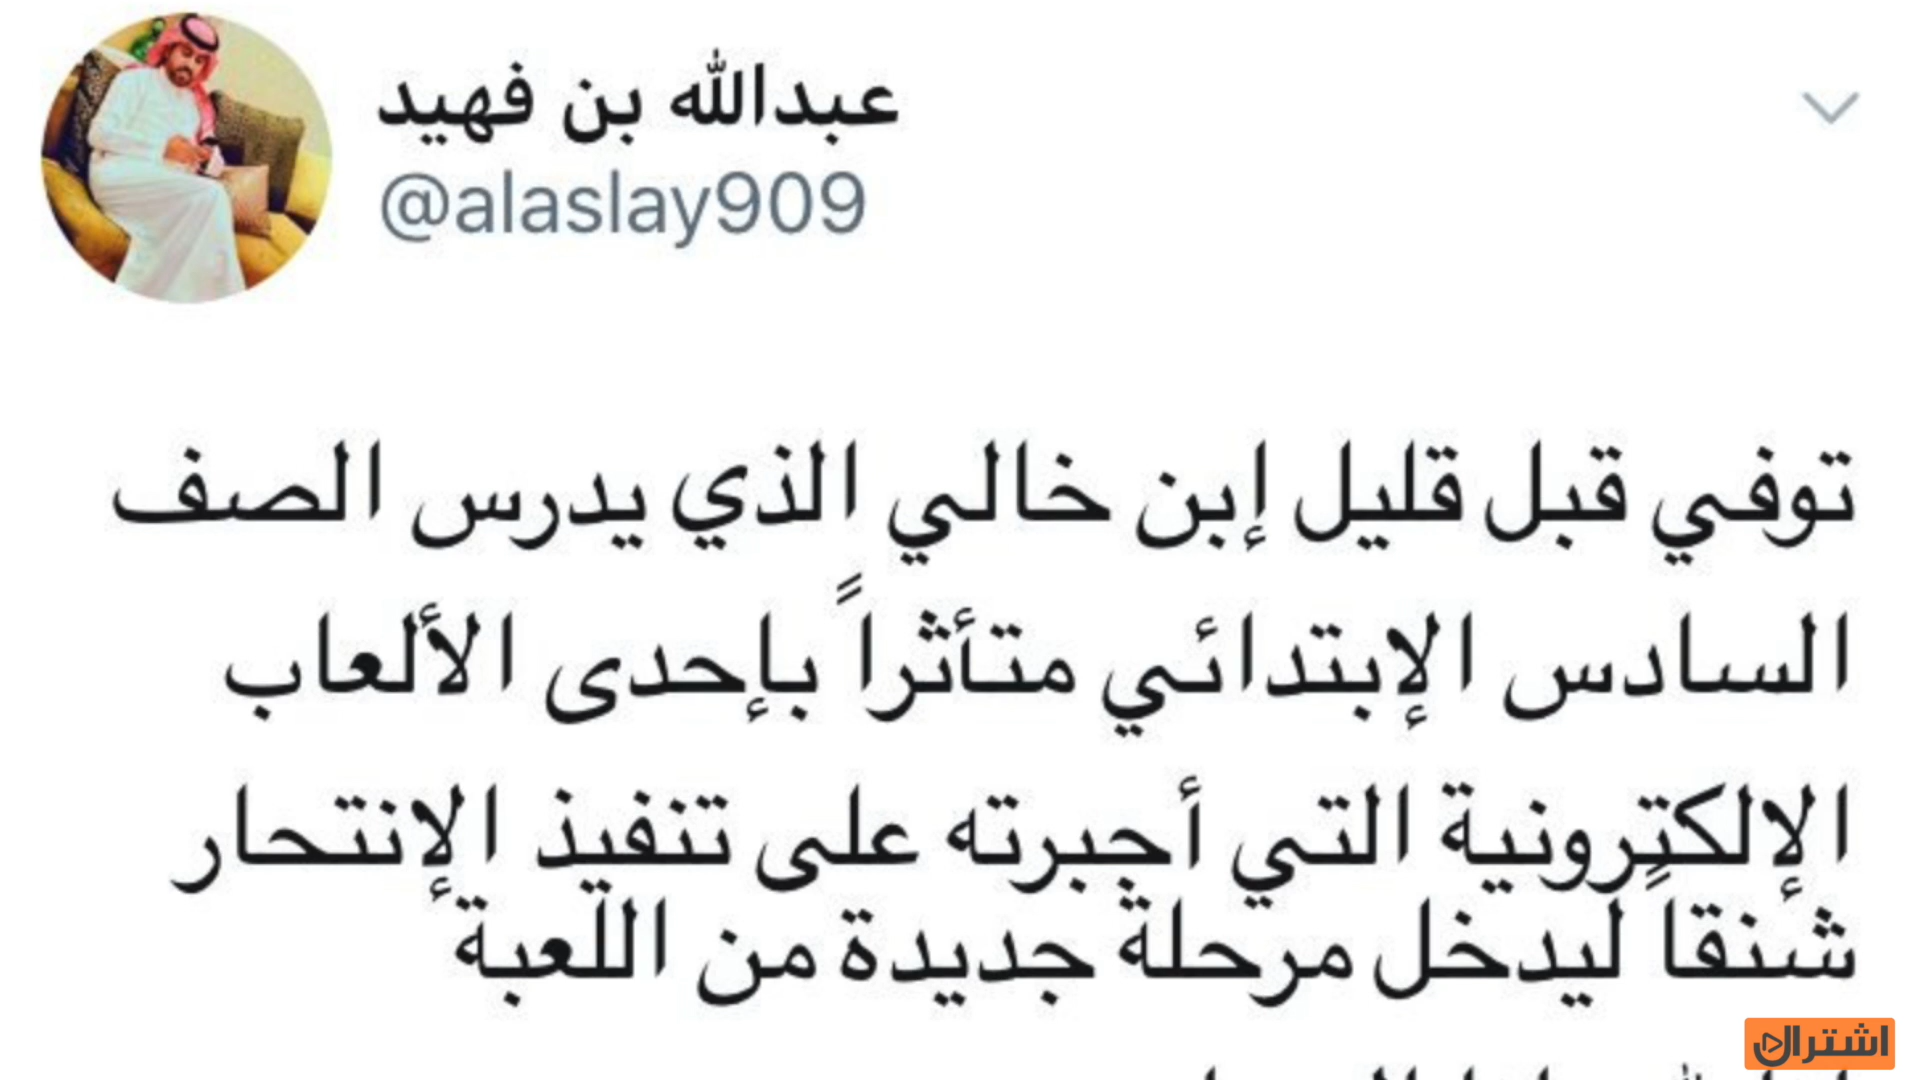 عبدالله بن فهيد
@alaslay909
توفي قبل قليل إبن خالي الذي يدرس الصف
السادس الإبتدائي متأثراً بإحدى الألعاب
الإلكترونية التي أجبرته على تنفيذ الإنتحار
شنقاً ليدخل مرحلة جديدة من اللعبة
اشتراك